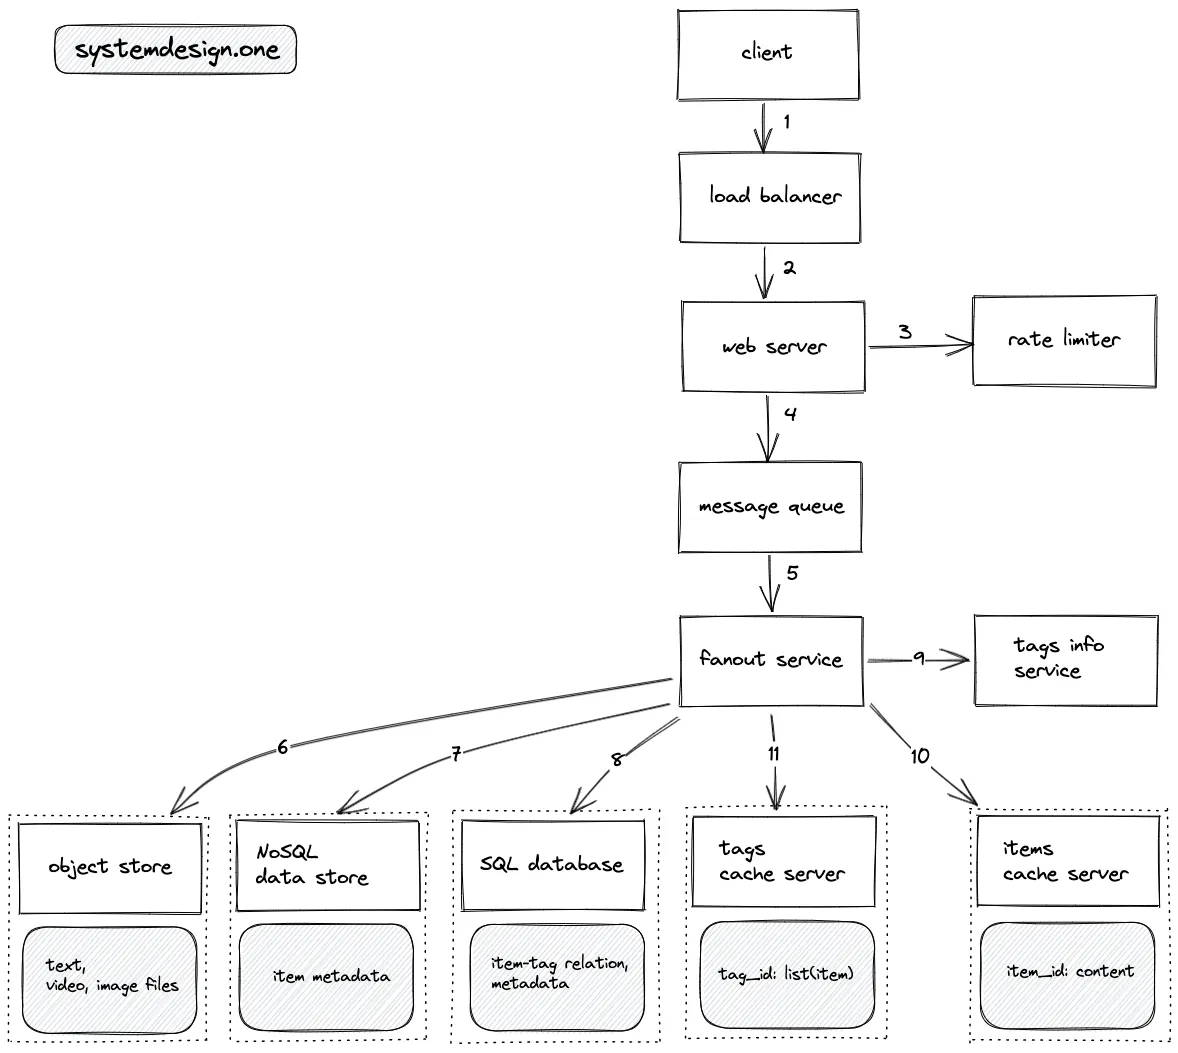 systemdesign.one
client
1
load balancer
2
web server
3
rate limiter
4
message queue
5
fanout service
9
tags info
service
6
7
8
11
10
object store
NoSQL
data store
SQL database
tags
cache server
items
cache server
text,
video, image files
item metadata
item-tag relation,
metadata
tag_id: list(item)
item_id: content